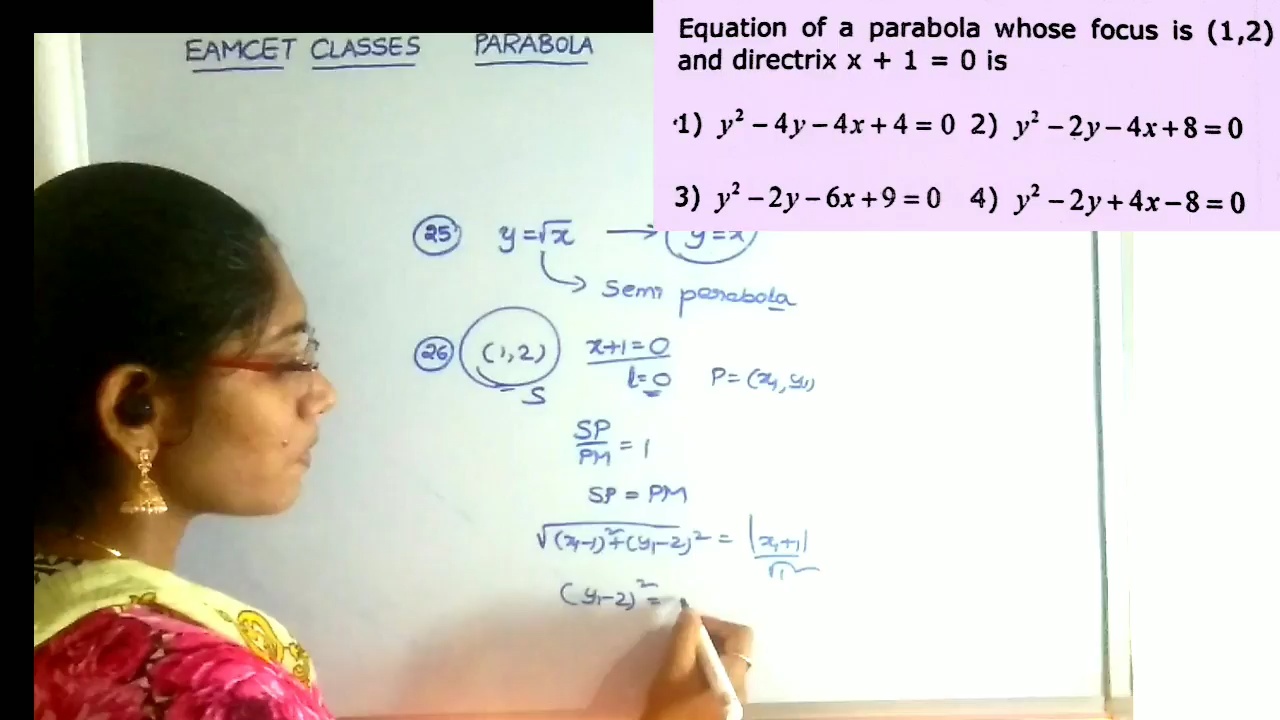 EAMCET CLASSES PARABOLA
Equation of a parabola whose focus is (1,2)
and directrix x + 1 = 0 is
1) y² − 4y − 4x + 4 = 0 2) y² − 2y − 4x + 8 = 0
3) y² − 2y − 6x + 9 = 0 4) y² − 2y + 4x − 8 = 0
25 y = √x → y = x
Semi parabola
26 (1,2) x+1=0
S l=0 P = (x₁, y₁)
SP/PM = 1
SP = PM
√(x₁−1)²+(y₁−2)² = |x₁+1|/√1²
(y₁−2)² =